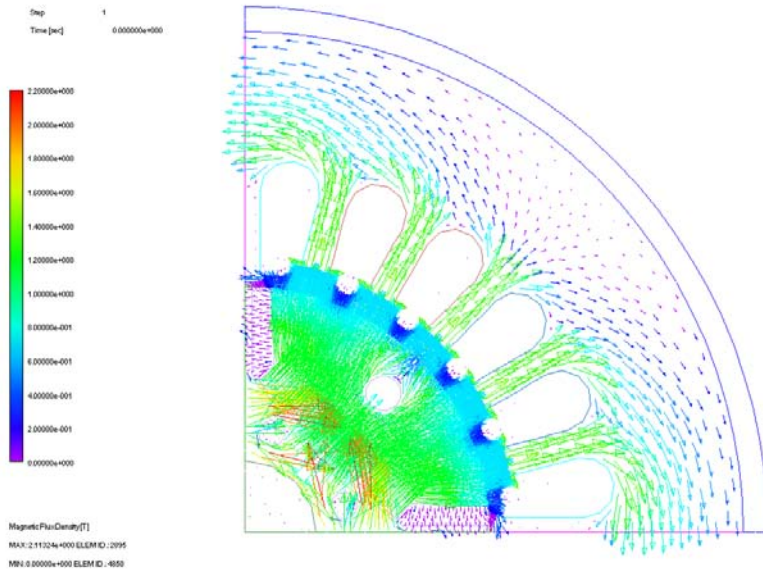 Step 1
Time [sec] 0.000000e+000
2.20000e+000
2.00000e+000
1.80000e+000
1.60000e+000
1.40000e+000
1.20000e+000
1.00000e+000
8.00000e-001
6.00000e-001
4.00000e-001
2.00000e-001
0.00000e+000
MagneticFluxDensity[T]
MAX:2.11324e+000 ELEM ID.:2895
MIN.:0.00000e+000 ELEM ID.:4850